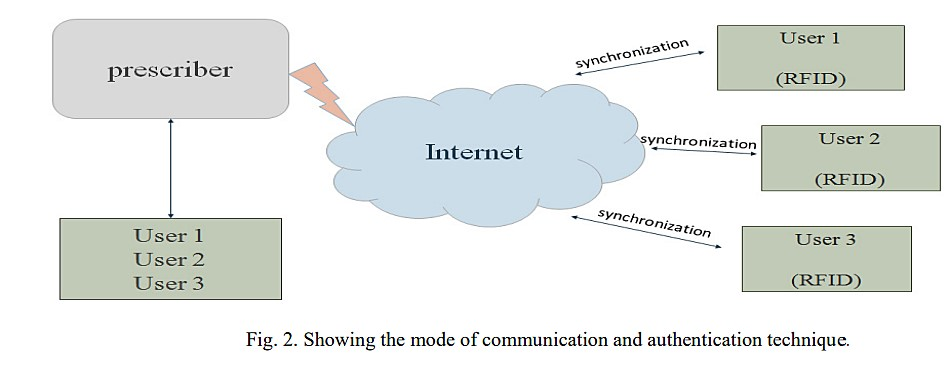 prescriber
User 1
User 2
User 3
Internet
synchronization
User 1
(RFID)
synchronization
User 2
(RFID)
synchronization
User 3
(RFID)
Fig. 2. Showing the mode of communication and authentication technique.